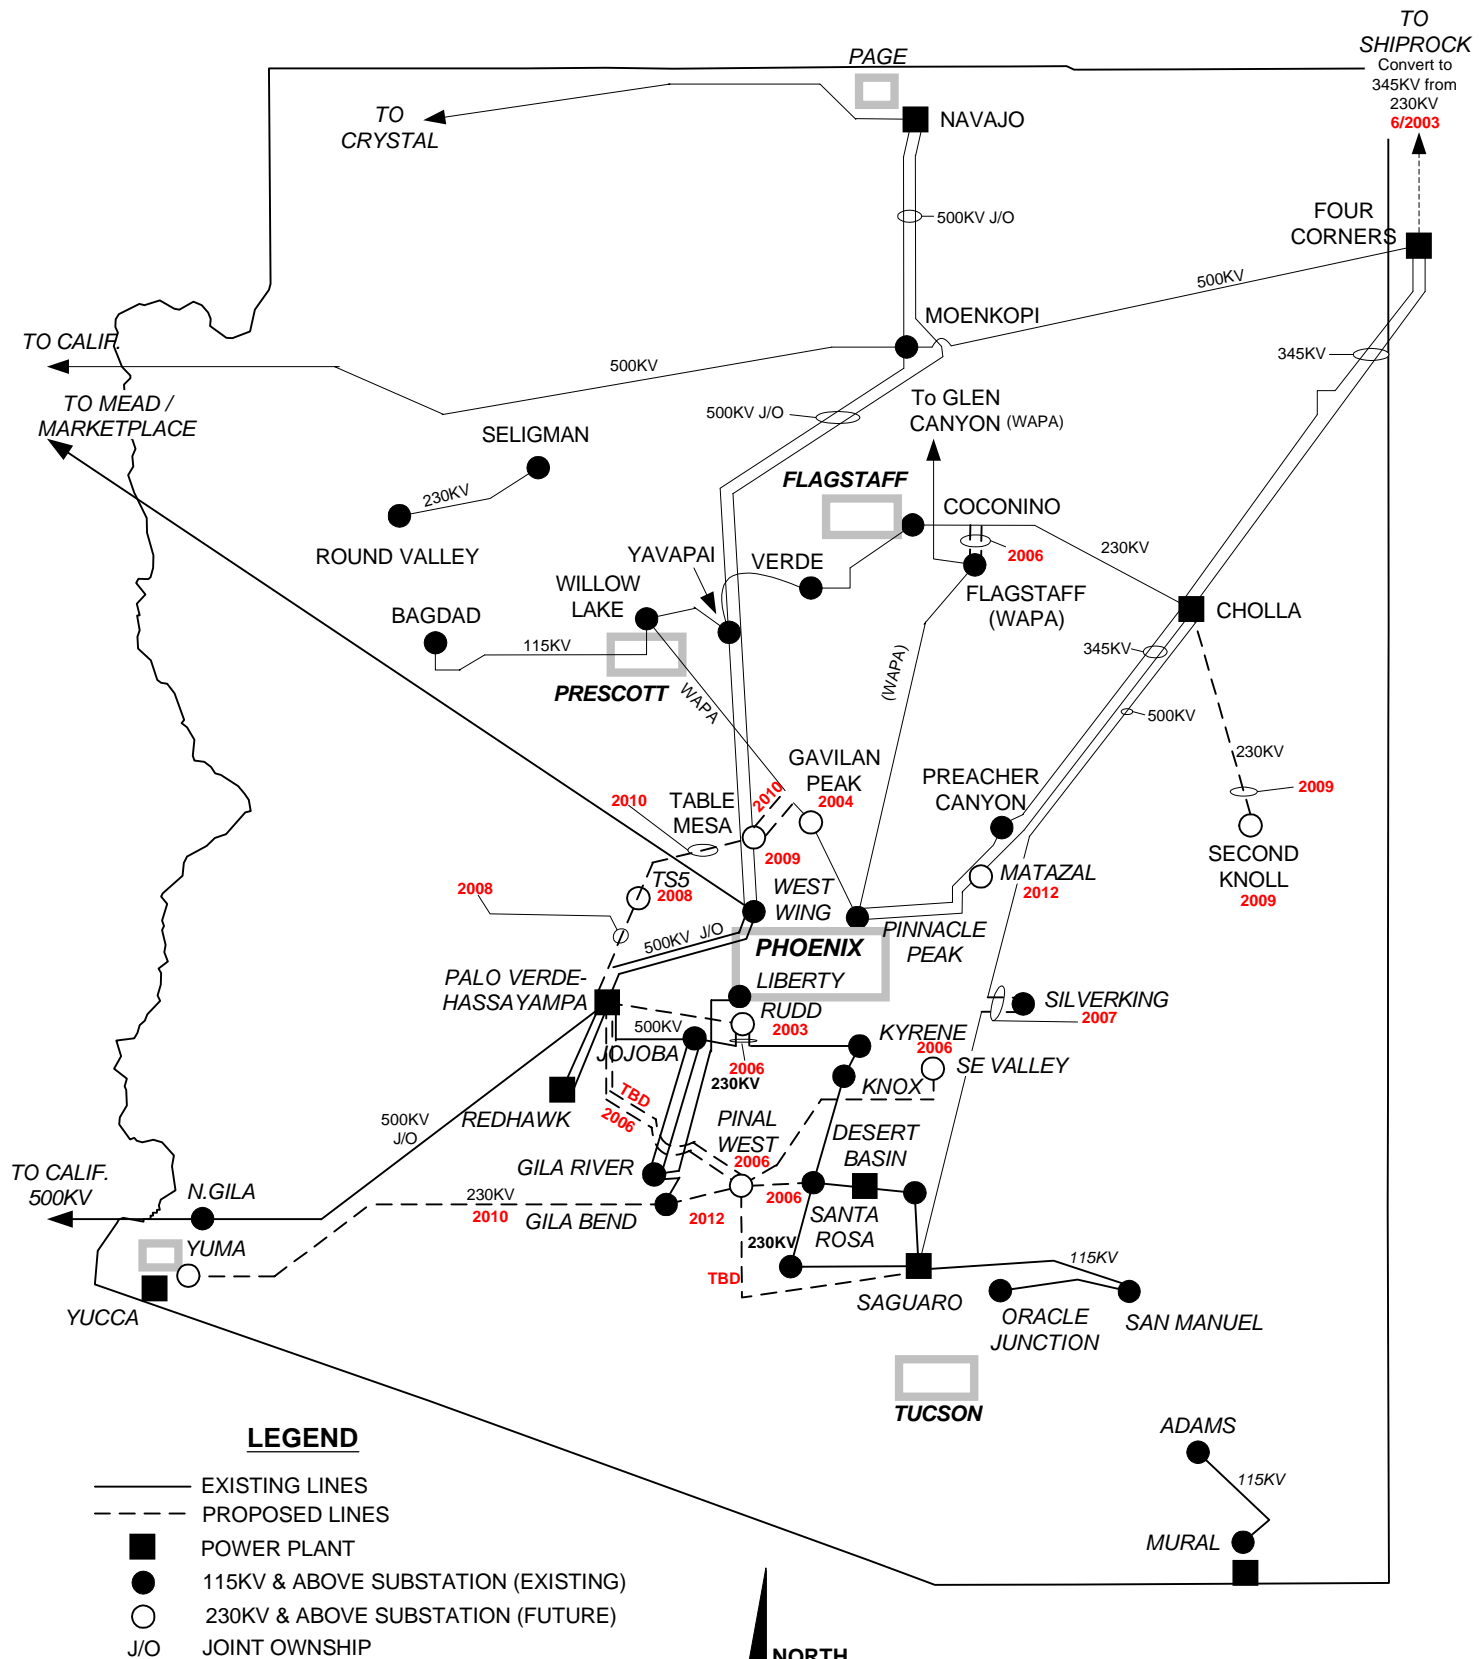 TO
SHIPROCK
Convert to
345KV from
230KV
6/2003
PAGE
TO
CRYSTAL
NAVAJO
500KV J/O
FOUR
CORNERS
500KV
MOENKOPI
TO CALIF.
500KV
345KV
TO MEAD /
MARKETPLACE
500KV J/O
To GLEN
CANYON (WAPA)
SELIGMAN
230KV
ROUND VALLEY
FLAGSTAFF
COCONINO
2006
230KV
YAVAPAI
VERDE
FLAGSTAFF
(WAPA)
WILLOW
LAKE
BAGDAD
115KV
CHOLLA
345KV
(WAPA)
PRESCOTT
WAPA
500KV
230KV
GAVILAN
PEAK
2004
PREACHER
CANYON
2009
2010
TABLE
MESA
2010
2009
SECOND
KNOLL
2009
MATAZAL
2012
TS5
2008
2008
WEST
WING
500KV J/O
PHOENIX
PINNACLE
PEAK
PALO VERDE-
HASSAYAMPA
LIBERTY
RUDD
2003
SILVERKING
2007
500KV
JOJOBA
2006
230KV
KYRENE
2006
SE VALLEY
KNOX
REDHAWK
TBD
2006
500KV
J/O
PINAL
WEST
2006
DESERT
BASIN
GILA RIVER
TO CALIF.
500KV
N.GILA
230KV
2010
GILA BEND
2012
2006
SANTA
ROSA
230KV
YUMA
TBD
115KV
YUCCA
SAGUARO
ORACLE
JUNCTION
SAN MANUEL
TUCSON
ADAMS
115KV
MURAL
LEGEND
EXISTING LINES
PROPOSED LINES
POWER PLANT
115KV & ABOVE SUBSTATION (EXISTING)
230KV & ABOVE SUBSTATION (FUTURE)
J/O JOINT OWNSHIP
NORTH